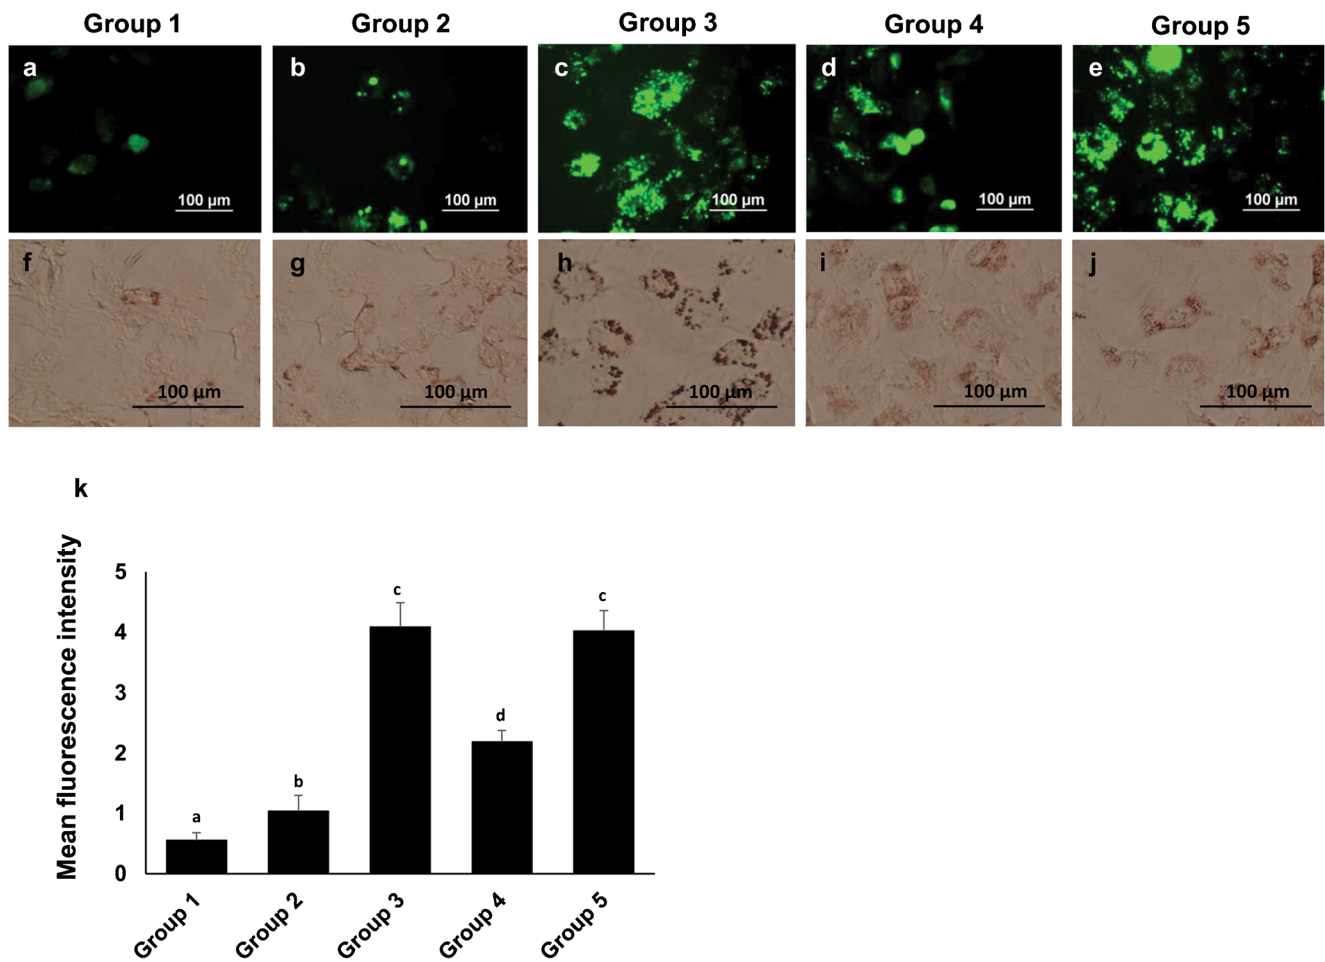 Group 1 Group 2 Group 3 Group 4 Group 5
a b c d e
100 µm 100 µm 100 µm 100 µm 100 µm
f g h i j
100 µm 100 µm 100 µm 100 µm 100 µm
k
Mean fluorescence intensity
5
4
3
2
1
0
a
b
c
d
c
Group 1
Group 2
Group 3
Group 4
Group 5